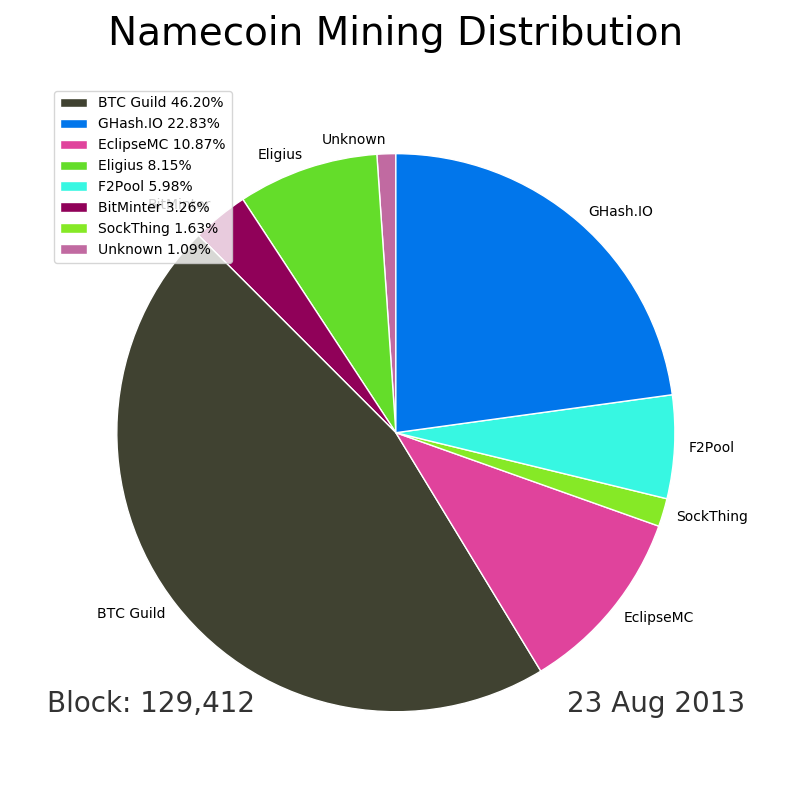 Namecoin Mining Distribution
BTC Guild 46.20%
GHash.IO 22.83%
EclipseMC 10.87%
Eligius 8.15%
F2Pool 5.98%
BitMinter 3.26%
SockThing 1.63%
Unknown 1.09%
Unknown
Eligius
BitMinter
GHash.IO
F2Pool
SockThing
EclipseMC
BTC Guild
Block: 129,412
23 Aug 2013